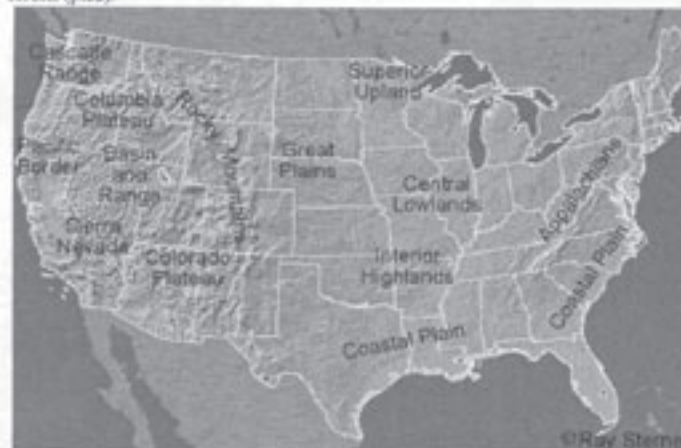 Cascade
Range
Columbia
Plateau
Rocky Mountains
Pacific
Border
Basin
and
Range
Sierra
Nevada
Colorado
Plateau
Great
Plains
Superior
Upland
Central
Lowlands
Interior
Highlands
Appalachians
Coastal Plain
Coastal Plain
©Ray Sterne